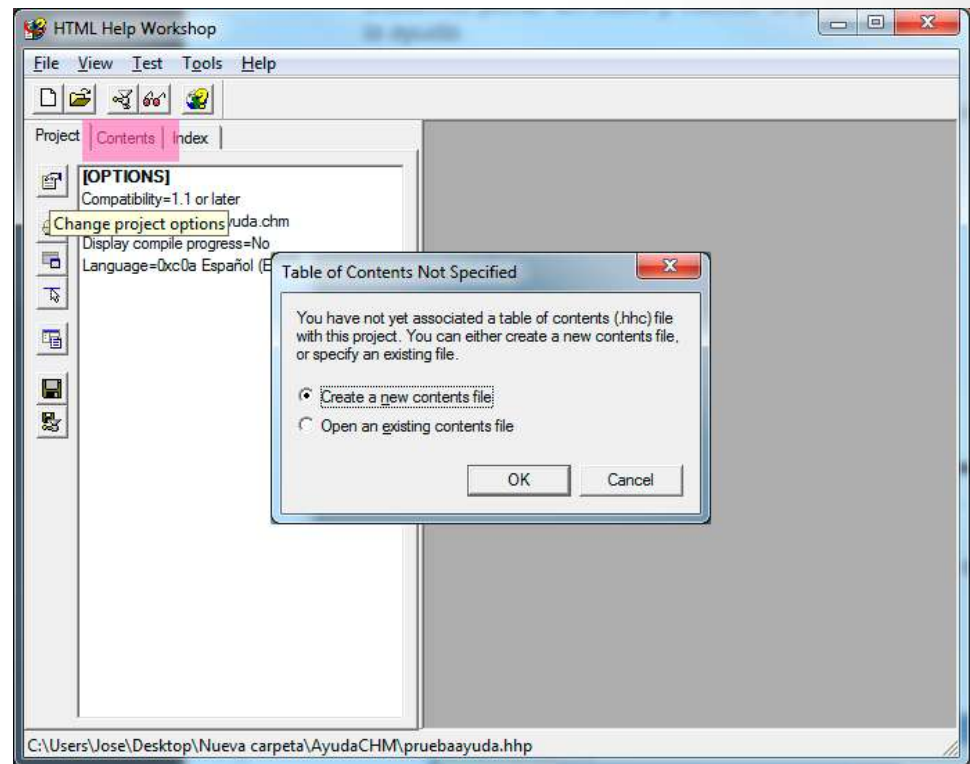 HTML Help Workshop
File View Test Tools Help
Project Contents Index
[OPTIONS]
Compatibility=1.1 or later
Change project options yuda.chm
Display compile progress=No
Language=0xc0a Español (E
Table of Contents Not Specified
You have not yet associated a table of contents (.hhc) file
with this project. You can either create a new contents file,
or specify an existing file.
Create a new contents file
Open an existing contents file
OK Cancel
C:\Users\Jose\Desktop\Nueva carpeta\AyudaCHM\pruebaayuda.hhp